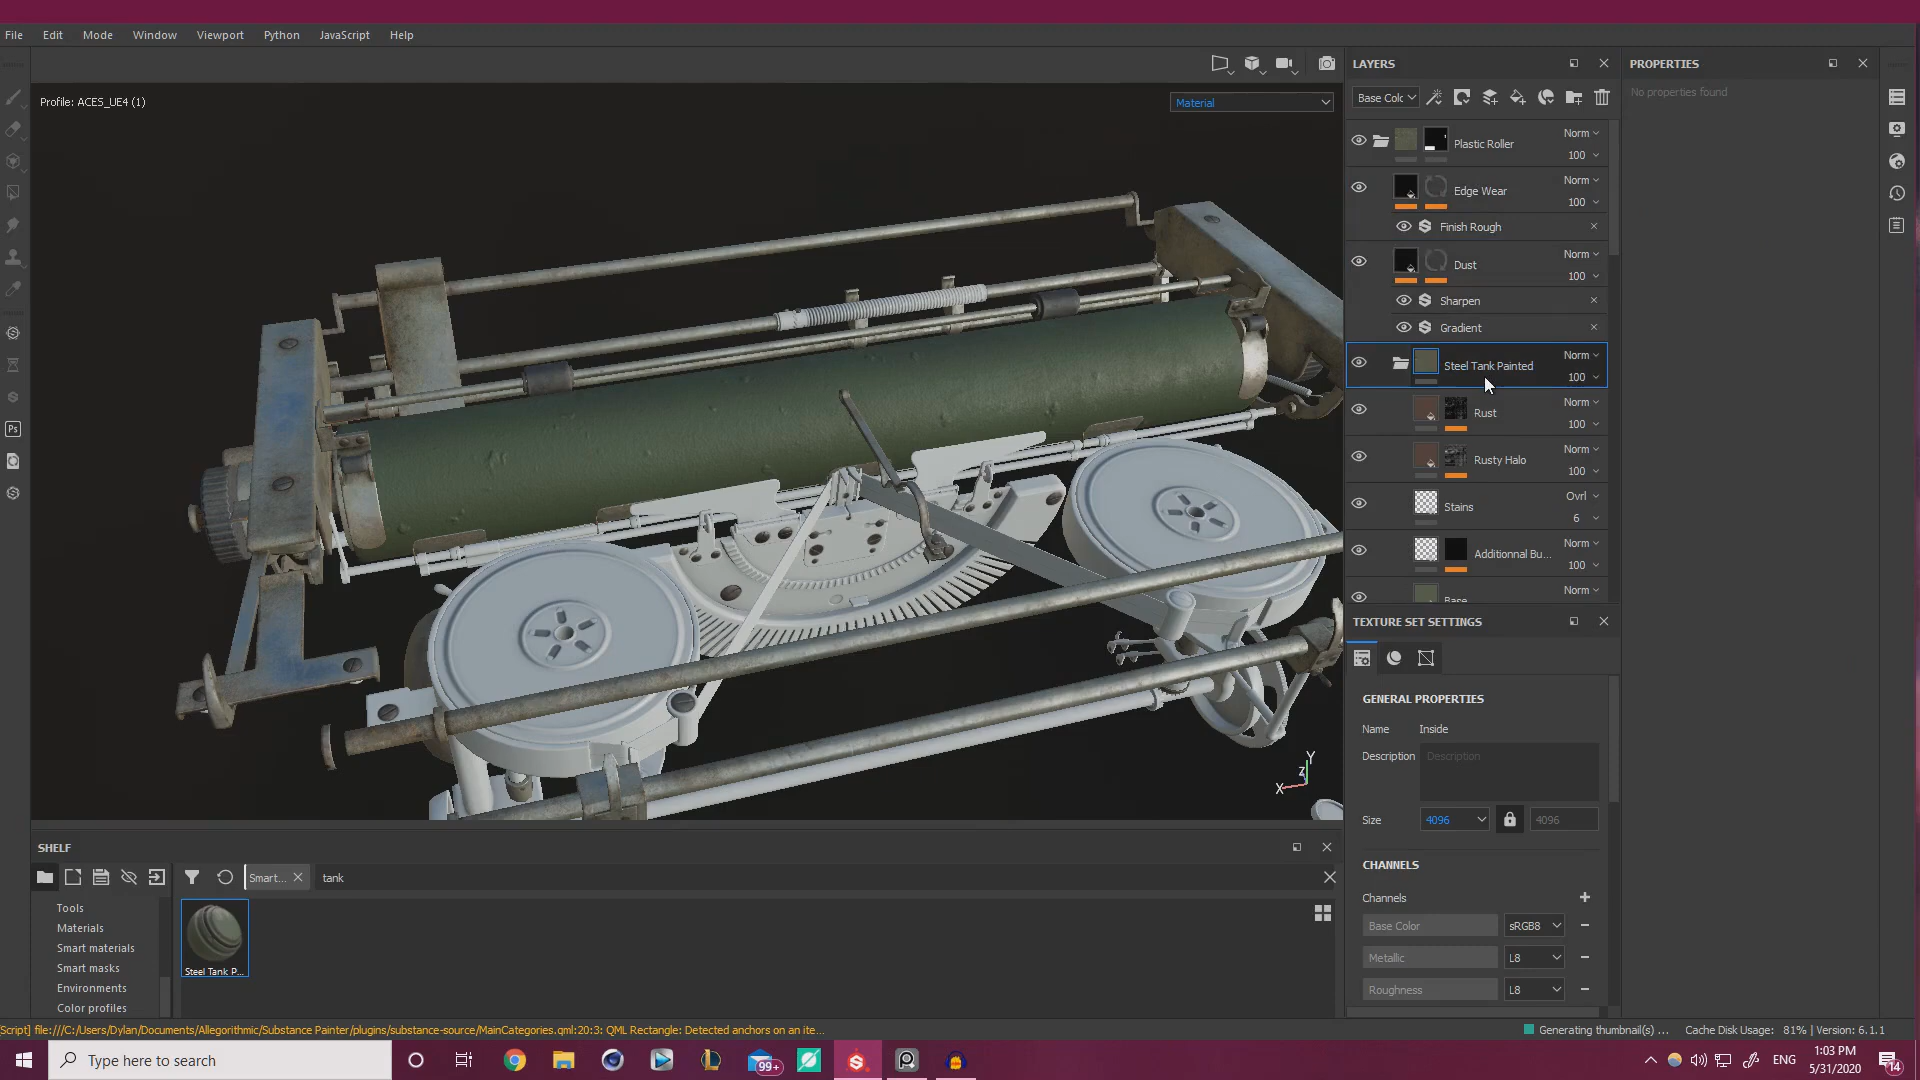 File Edit Mode Window Viewport Python JavaScript Help
Profile: ACES_UE4 (1)
Material
LAYERS
Base Colc
Plastic Roller
Norm
100
Edge Wear
Norm
100
Finish Rough
Dust
Norm
100
Sharpen
Gradient
Steel Tank Painted
Norm
100
Rust
Norm
100
Rusty Halo
Norm
100
Stains
Ovrl
6
Additionnal Bu...
Norm
100
Base
Norm
PROPERTIES
No properties found
TEXTURE SET SETTINGS
GENERAL PROPERTIES
Name Inside
Description Description
Size 4096 4096
CHANNELS
Channels
Base Color sRGB8
Metallic L8
Roughness L8
Y
Z
X
SHELF
Smart... tank
Tools
Materials
Smart materials
Smart masks
Environments
Color profiles
Steel Tank P...
Script] file:///C:/Users/Dylan/Documents/Allegorithmic/Substance Painter/plugins/substance-source/MainCategories.qml:20:3: QML Rectangle: Detected anchors on an ite...
Generating thumbnail(s) ... Cache Disk Usage: 81% | Version: 6.1.1
Type here to search
Ps
99+
ENG
1:03 PM
5/31/2020
14